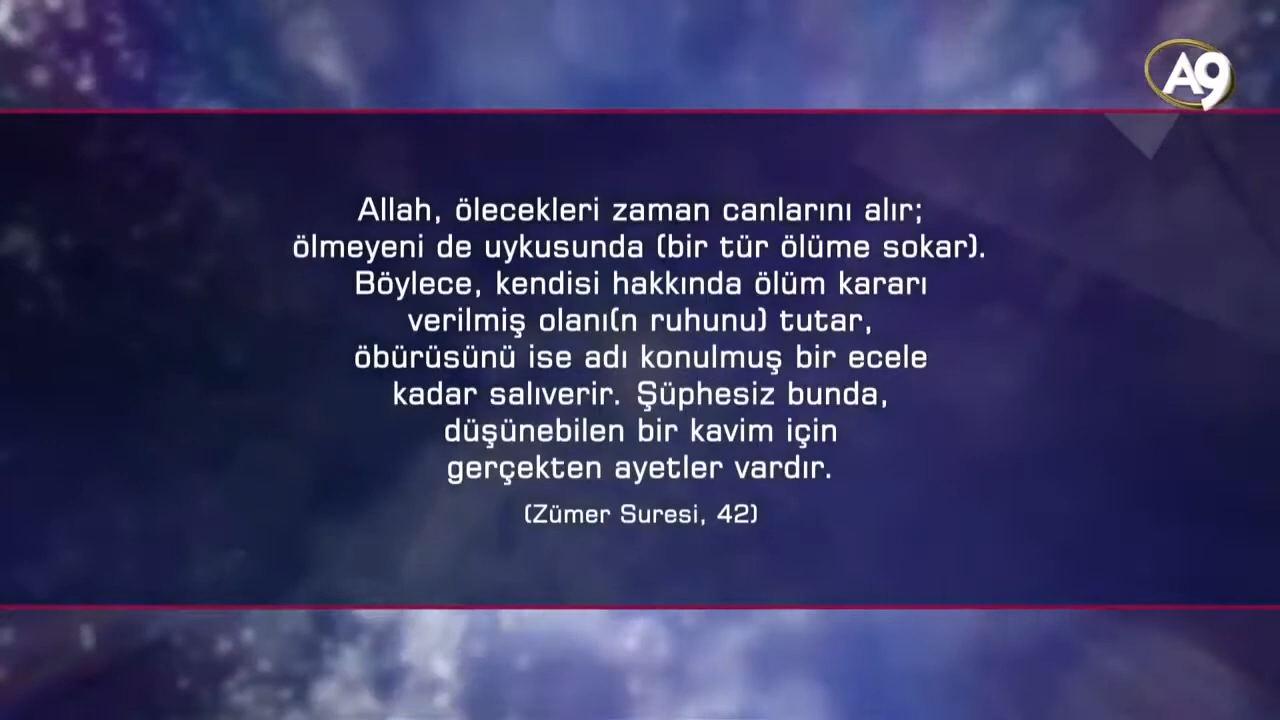 A9
Allah, ölecekleri zaman canlarını alır;
ölmeyeni de uykusunda (bir tür ölüme sokar).
Böylece, kendisi hakkında ölüm kararı
verilmiş olanı(n ruhunu) tutar,
öbürüsünü ise adı konulmuş bir ecele
kadar salıverir. Şüphesiz bunda,
düşünebilen bir kavim için
gerçekten ayetler vardır.
(Zümer Suresi, 42)